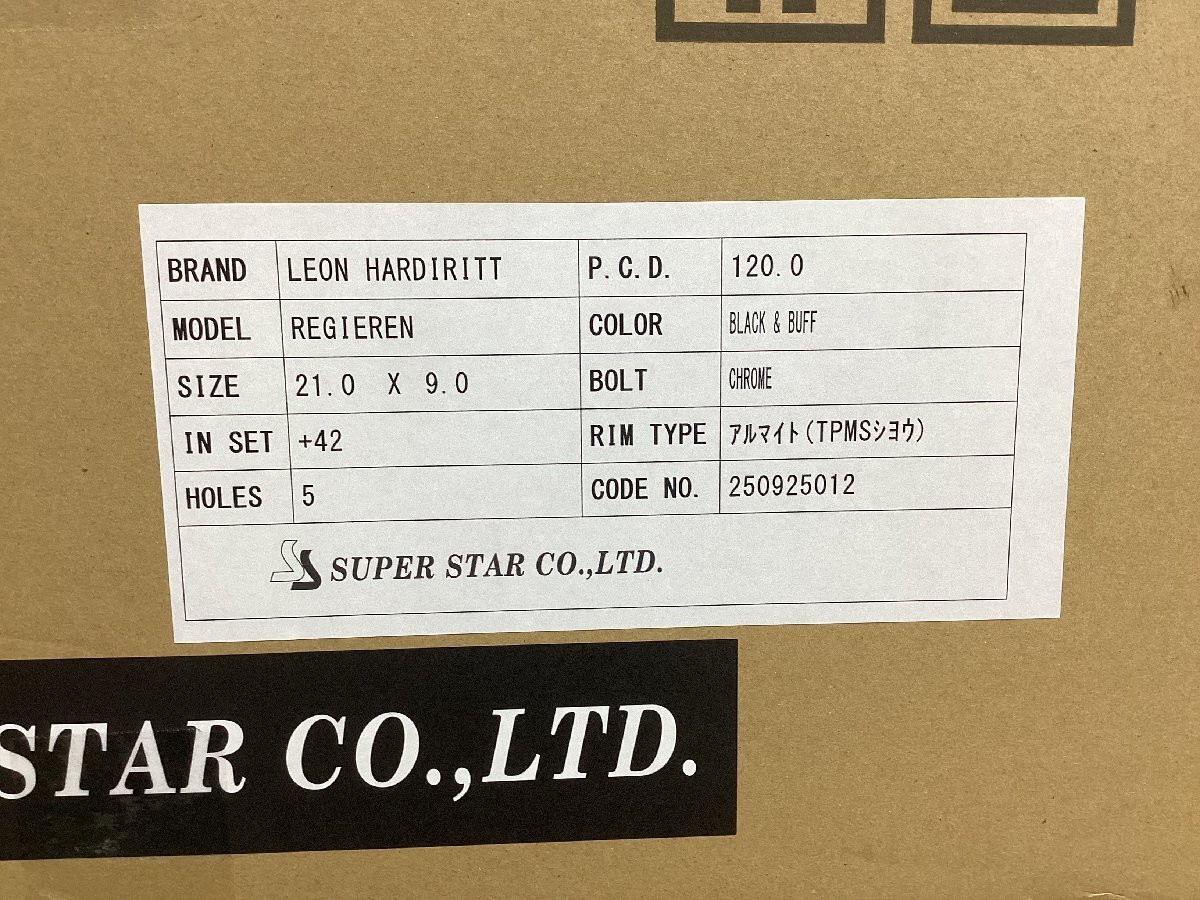 BRAND LEON HARDIRITT P.C.D. 120.0
MODEL REGIEREN COLOR BLACK & BUFF
SIZE 21.0 X 9.0 BOLT CHROME
IN SET +42 RIM TYPE アルマイト(TPMSシヨウ)
HOLES 5 CODE NO. 250925012
SUPER STAR CO.,LTD.
STAR CO.,LTD.